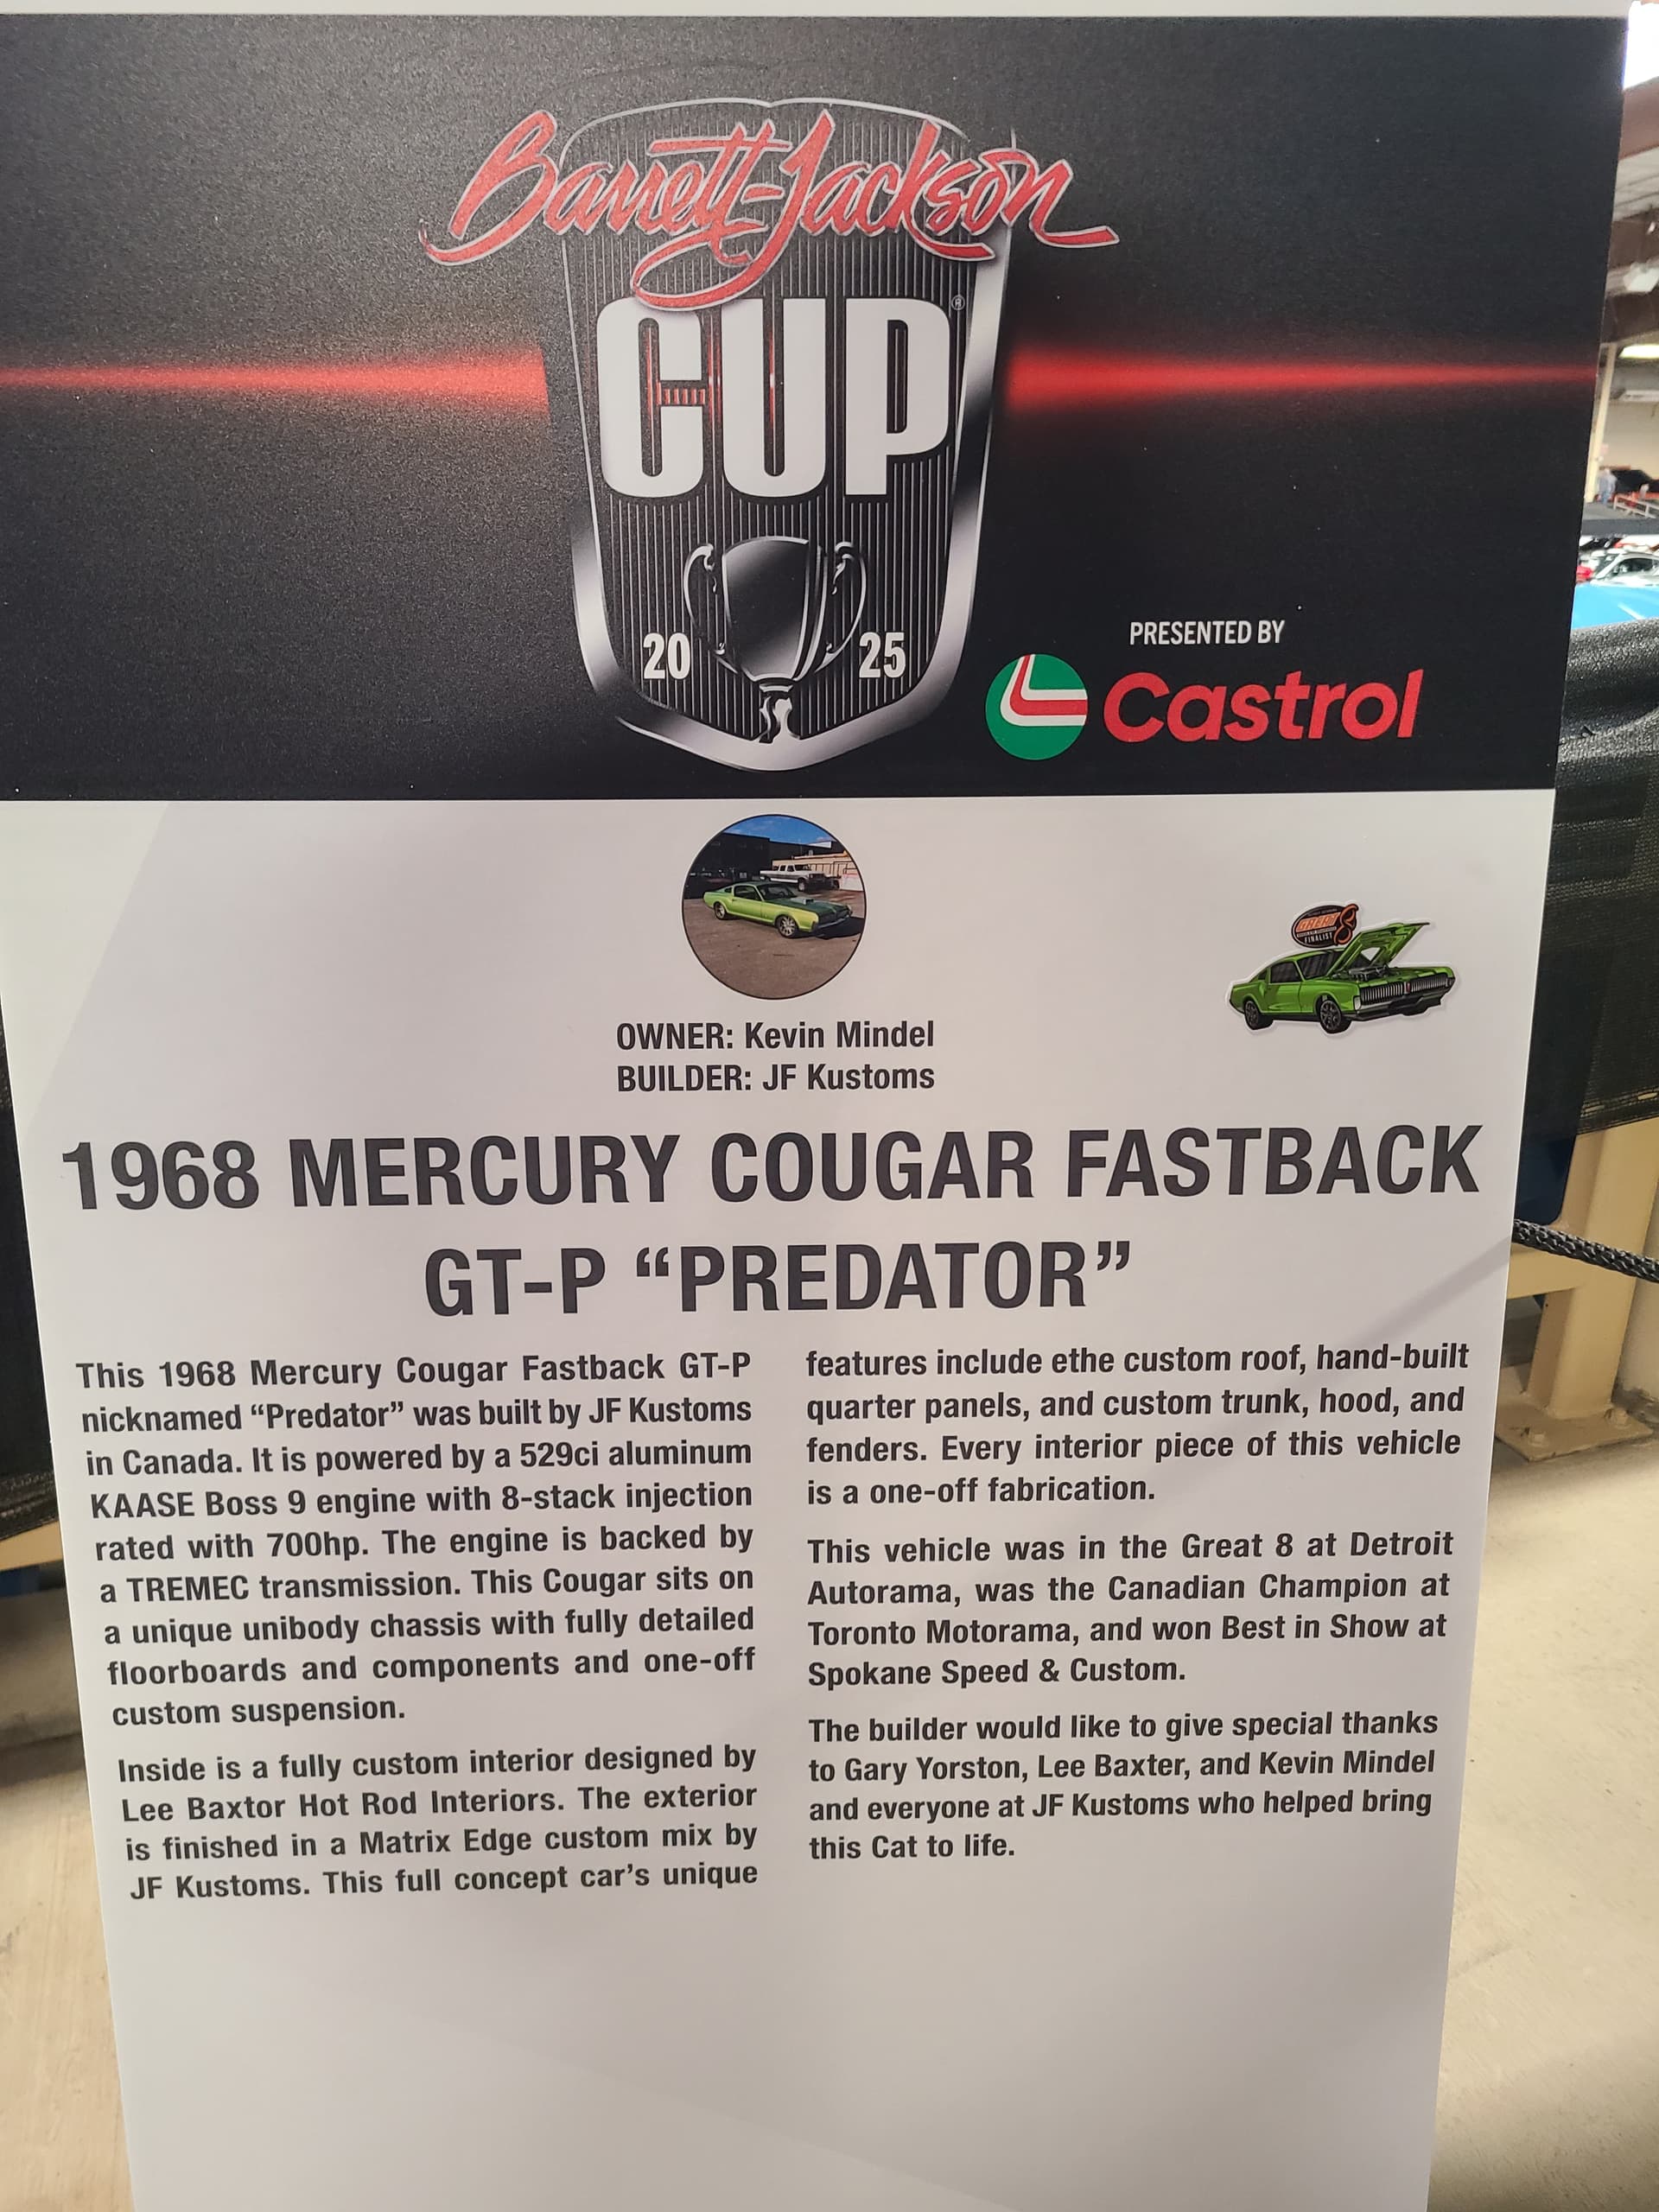 Barrett-Jackson
CUP®
20 25
PRESENTED BY
Castrol
GREAT 8
FINALIST
OWNER: Kevin Mindel
BUILDER: JF Kustoms
1968 MERCURY COUGAR FASTBACK
GT-P “PREDATOR”
This 1968 Mercury Cougar Fastback GT-P
nicknamed “Predator” was built by JF Kustoms
in Canada. It is powered by a 529ci aluminum
KAASE Boss 9 engine with 8-stack injection
rated with 700hp. The engine is backed by
a TREMEC transmission. This Cougar sits on
a unique unibody chassis with fully detailed
floorboards and components and one-off
custom suspension.
Inside is a fully custom interior designed by
Lee Baxtor Hot Rod Interiors. The exterior
is finished in a Matrix Edge custom mix by
JF Kustoms. This full concept car’s unique
features include ethe custom roof, hand-built
quarter panels, and custom trunk, hood, and
fenders. Every interior piece of this vehicle
is a one-off fabrication.
This vehicle was in the Great 8 at Detroit
Autorama, was the Canadian Champion at
Toronto Motorama, and won Best in Show at
Spokane Speed & Custom.
The builder would like to give special thanks
to Gary Yorston, Lee Baxter, and Kevin Mindel
and everyone at JF Kustoms who helped bring
this Cat to life.